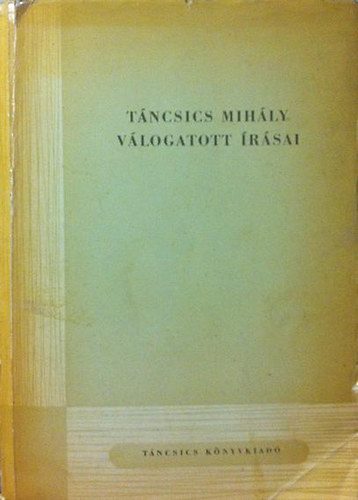 TÁNCSICS MIHÁLY
VÁLOGATOTT ÍRÁSAI
TÁNCSICS KÖNYVKIADÓ